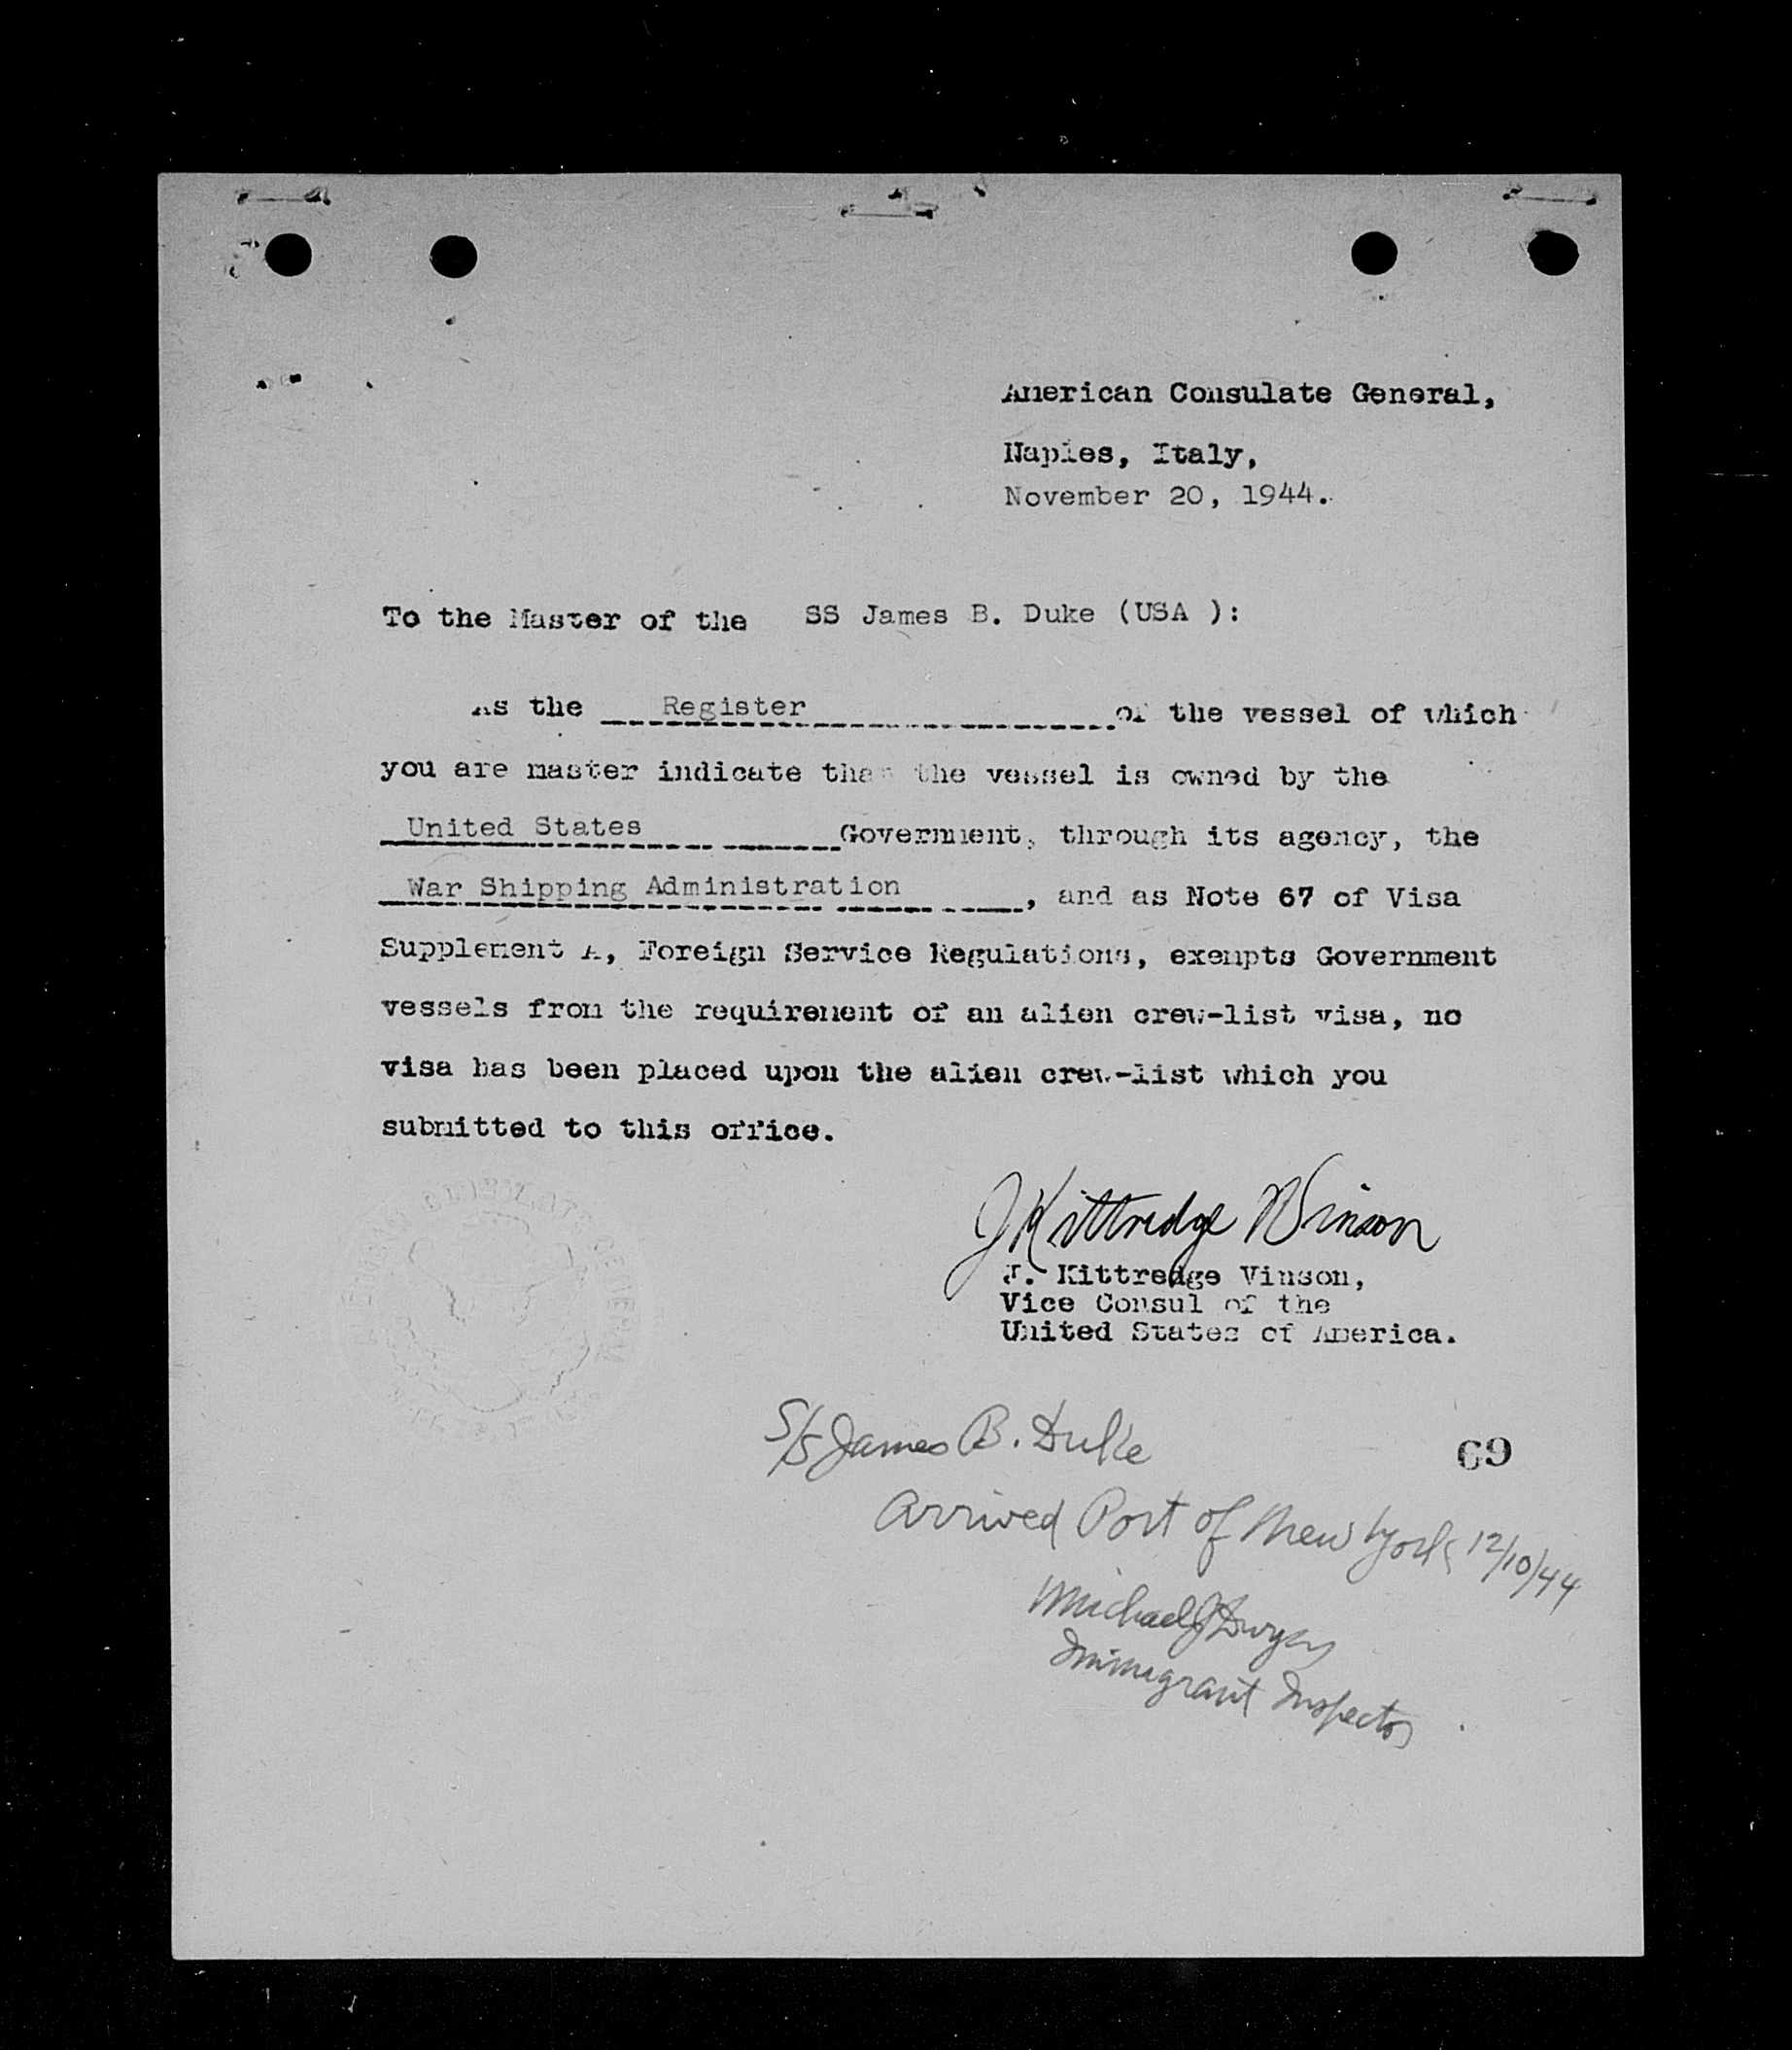 American Consulate General,
Naples, Italy,
November 20, 1944.
To the Master of the SS James B. Duke (USA ):
As the Register of the vessel of which
you are master indicate that the vessel is owned by the
United States Government, through its agency, the
War Shipping Administration, and as Note 67 of Visa
Supplement A, Foreign Service Regulations, exempts Government
vessels from the requirement of an alien crew-list visa, no
visa has been placed upon the alien crew-list which you
submitted to this office.
J Kittredge Vinson
J. Kittredge Vinson,
Vice Consul of the
United States of America.
S/S James B. Duke
69
Arrived Port of New York 12/10/44
Michael J Dwyer
Immigrant Inspector